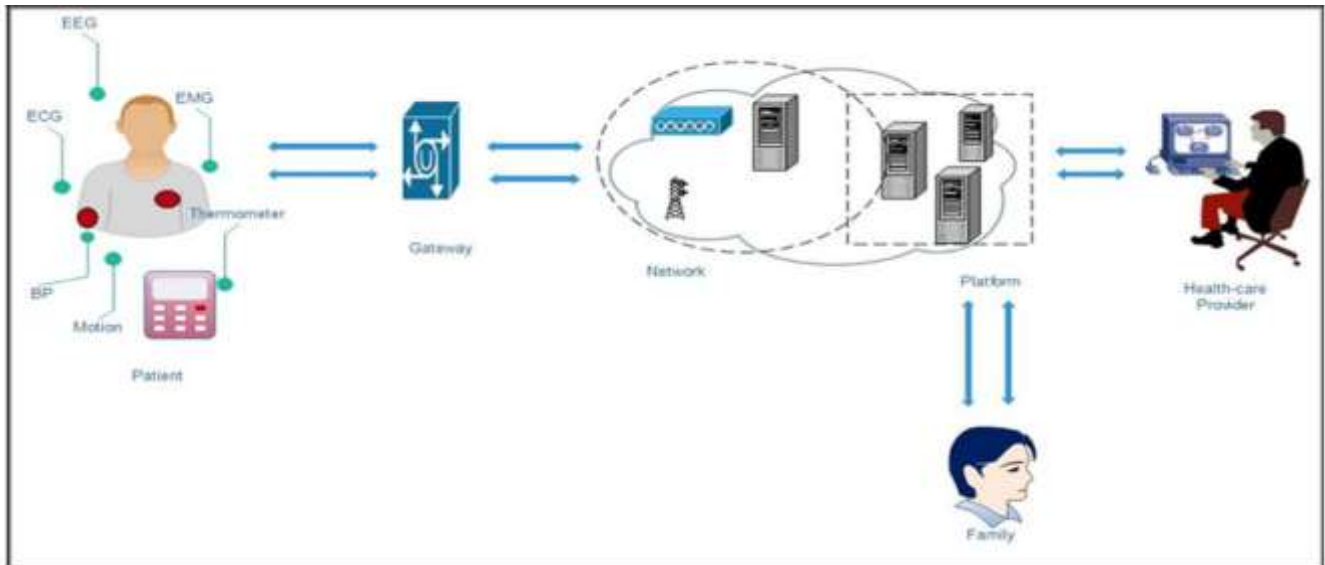 EEG
EMG
ECG
Thermometer
BP
Motion
Patient
Gateway
Network
Platform
Health-care
Provider
Family